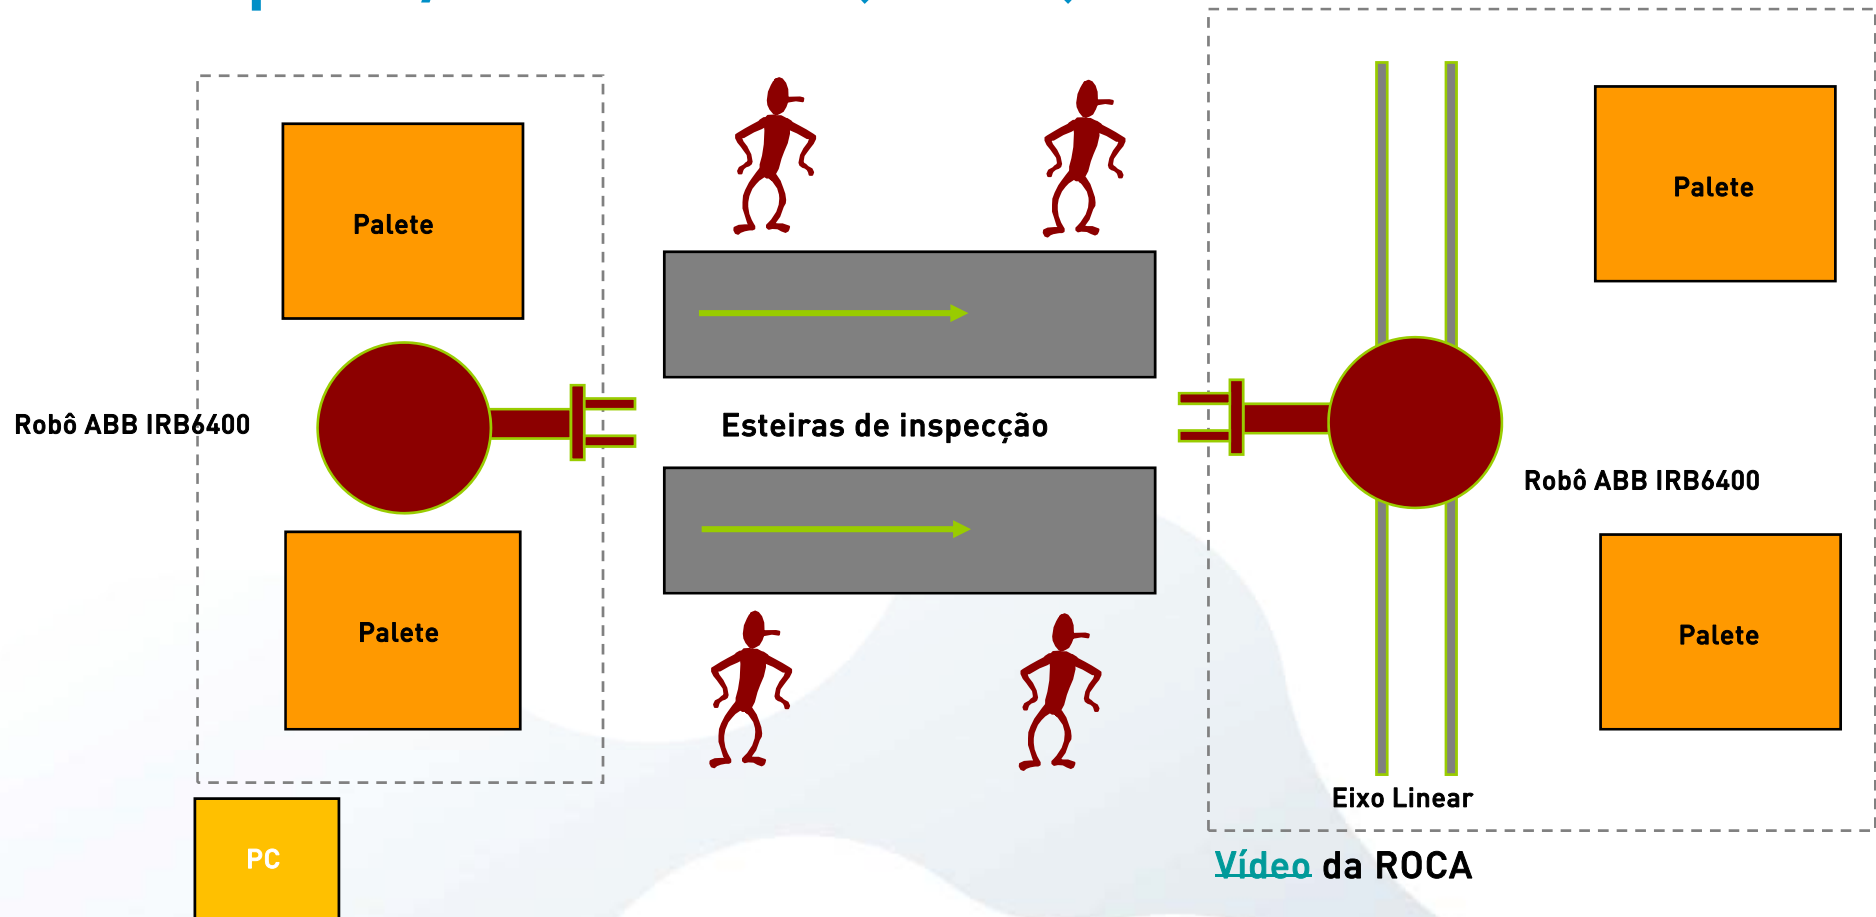 Palete
Palete
Robô ABB IRB6400
Esteiras de inspecção
Robô ABB IRB6400
Palete
Palete
Eixo Linear
PC
Vídeo da ROCA